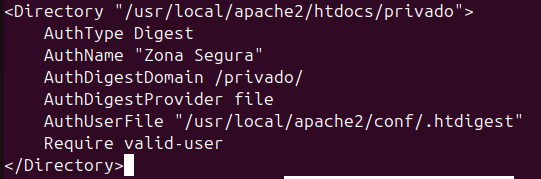 <Directory "/usr/local/apache2/htdocs/privado">
    AuthType Digest
    AuthName "Zona Segura"
    AuthDigestDomain /privado/
    AuthDigestProvider file
    AuthUserFile "/usr/local/apache2/conf/.htdigest"
    Require valid-user
</Directory>